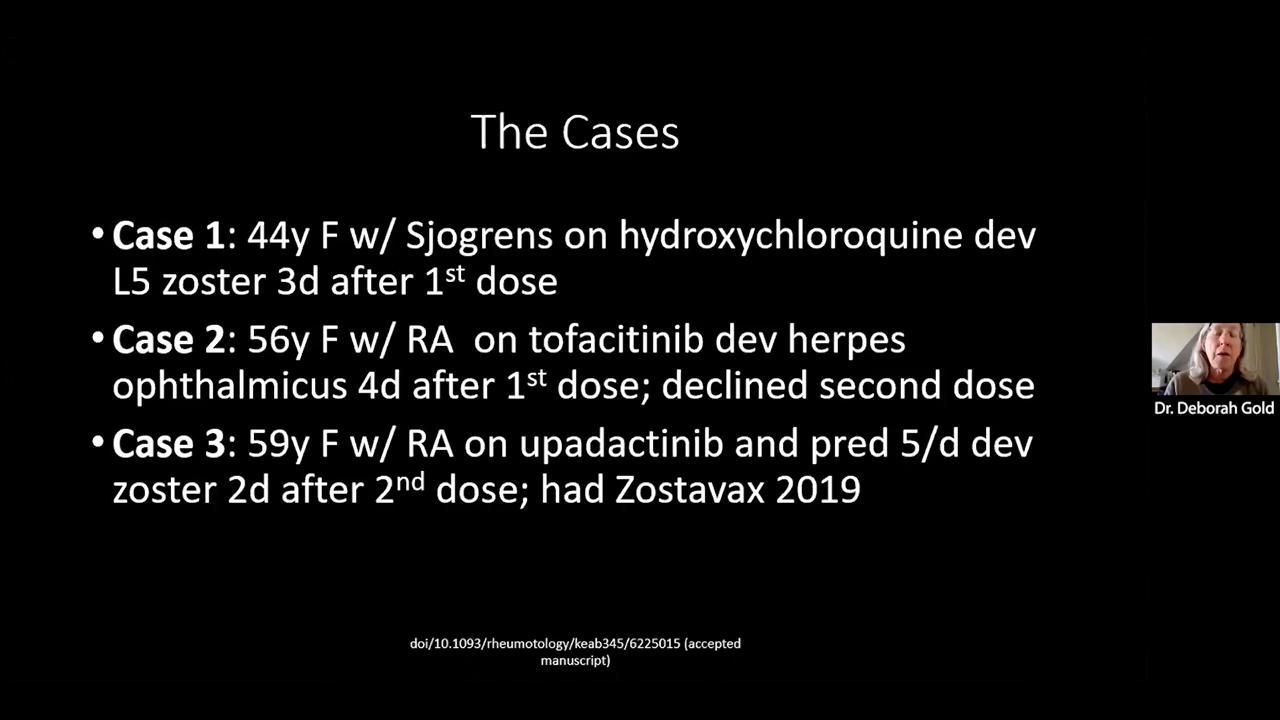 The Cases
• Case 1: 44y F w/ Sjogrens on hydroxychloroquine dev
L5 zoster 3d after 1st dose
• Case 2: 56y F w/ RA on tofacitinib dev herpes
ophthalmicus 4d after 1st dose; declined second dose
• Case 3: 59y F w/ RA on upadactinib and pred 5/d dev
zoster 2d after 2nd dose; had Zostavax 2019
doi/10.1093/rheumotology/keab345/6225015 (accepted
manuscript)
Dr. Deborah Gold